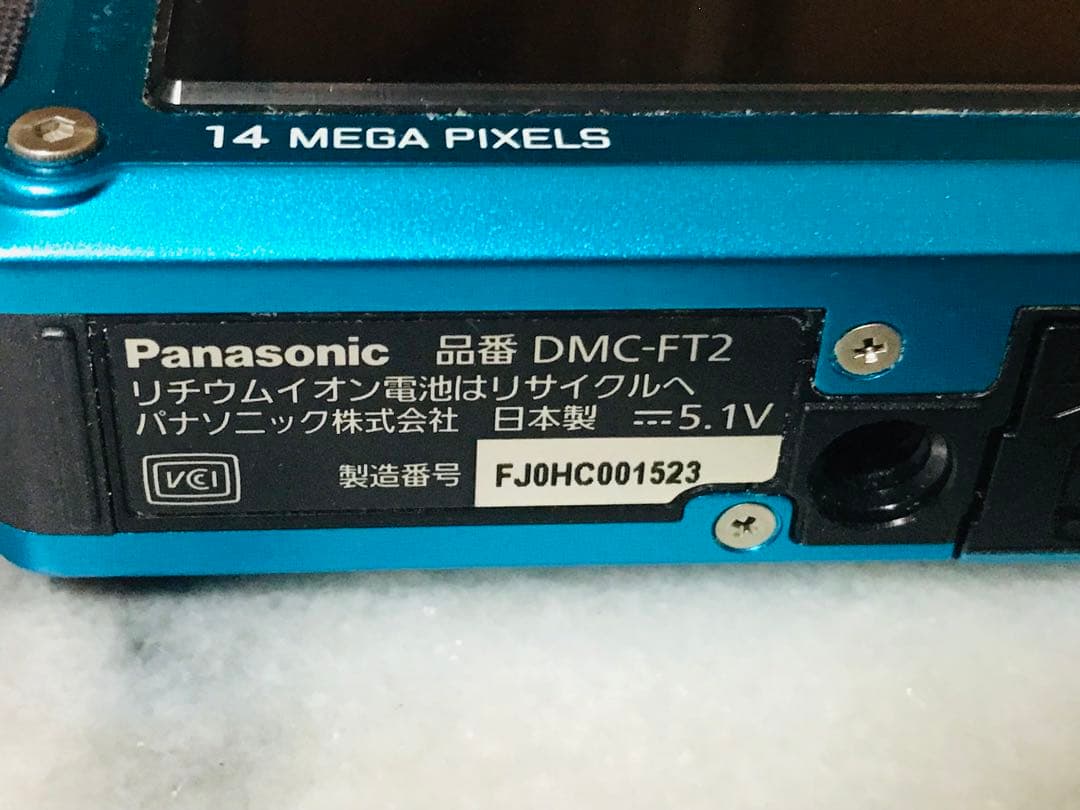 14 MEGA PIXELS
Panasonic 品番 DMC-FT2
リチウムイオン電池はリサイクルへ
パナソニック株式会社 日本製 ⎓5.1V
VCI 製造番号 FJ0HC001523